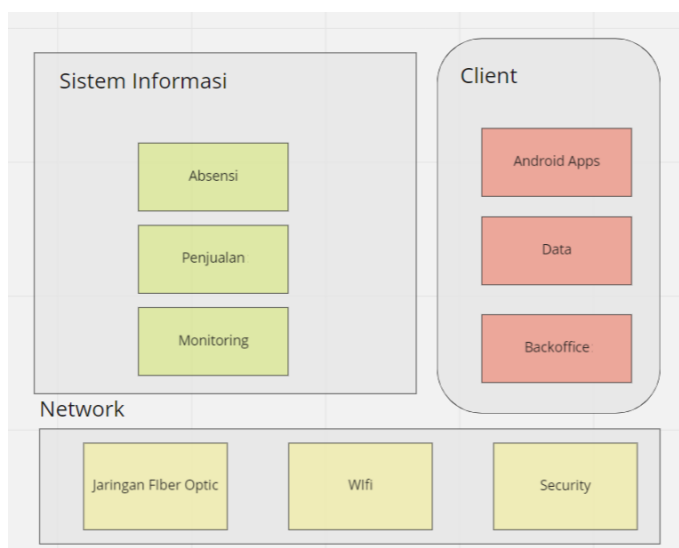 Sistem Informasi
Absensi
Penjualan
Monitoring
Client
Android Apps
Data
Backoffice
Network
Jaringan FIber Optic
WIfi
Security